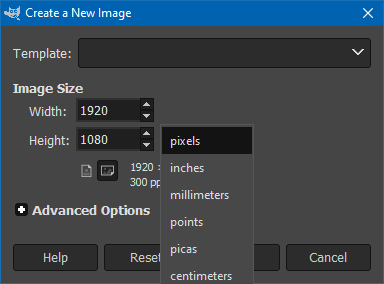 Create a New Image
Template:
Image Size
Width: 1920
Height: 1080
pixels
inches
millimeters
points
picas
centimeters
1920
300 pp
Advanced Options
Help
Reset
Cancel